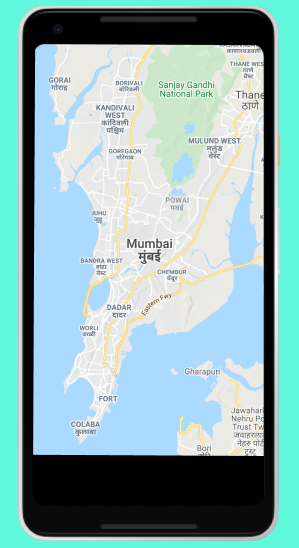 THANE WEST
ठाणे
वेस्ट
GORAI
गोराइ
BORIVALI
बोरिवली
Sanjay Gandhi
National Park
Thane
ठाणे
KANDIVALI
WEST
कांदिवली
पश्चिम
MULUND WEST
मुलुंड
वेस्ट
GOREGAON
गोरेगाव
POWAI
पवई
JUHU
जुहू
Mumbai
मुंबई
BANDRA WEST
बांद्रा
वेस्ट
CHEMBUR
चेंबूर
DADAR
दादर
Eastern Fwy
WORLI
वरळी
Gharapuri
FORT
COLABA
कुलाबा
Jawaharl
Nehru Po
Trust Tw
जवाहरला
नेहरु पोर्ट
ट्रस्ट
Bori